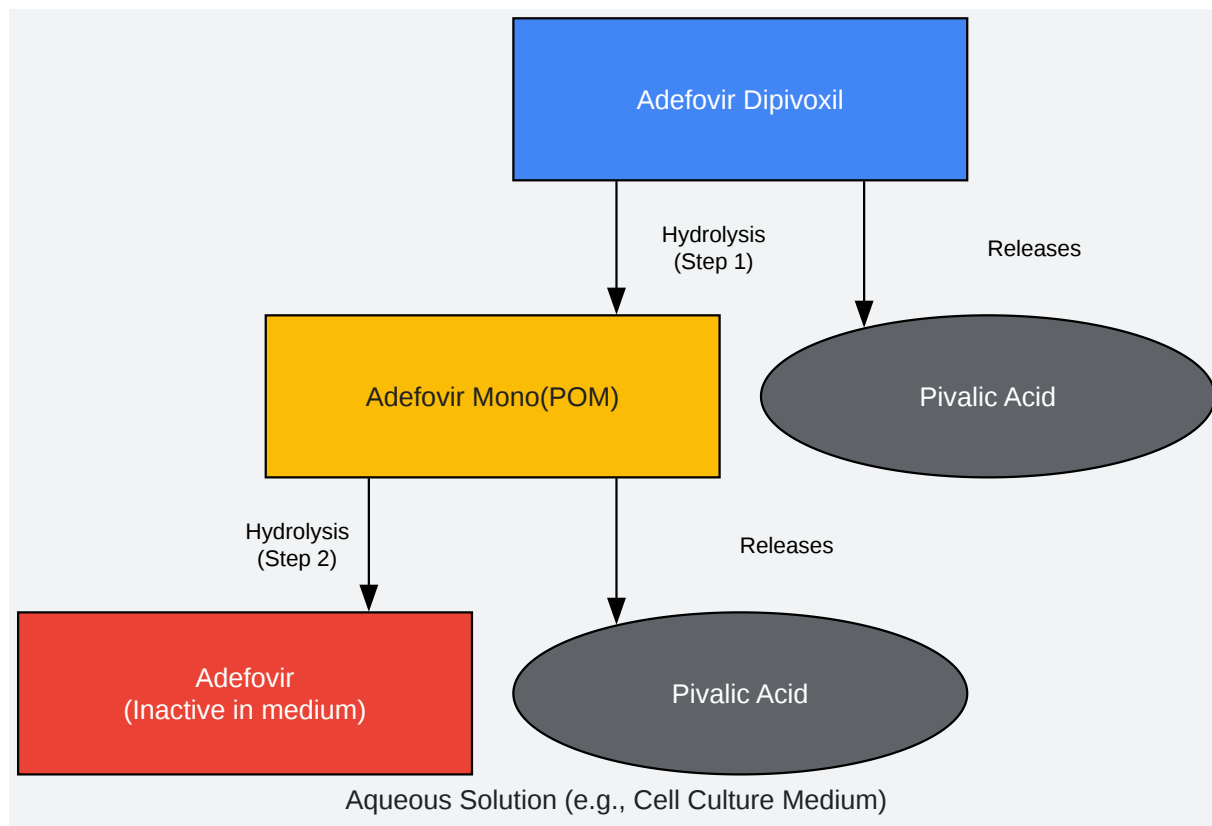 Adefovir Dipivoxil
Hydrolysis
(Step 1)
Releases
Adefovir Mono(POM)
Pivalic Acid
Hydrolysis
(Step 2)
Releases
Adefovir
(Inactive in medium)
Pivalic Acid
Aqueous Solution (e.g., Cell Culture Medium)